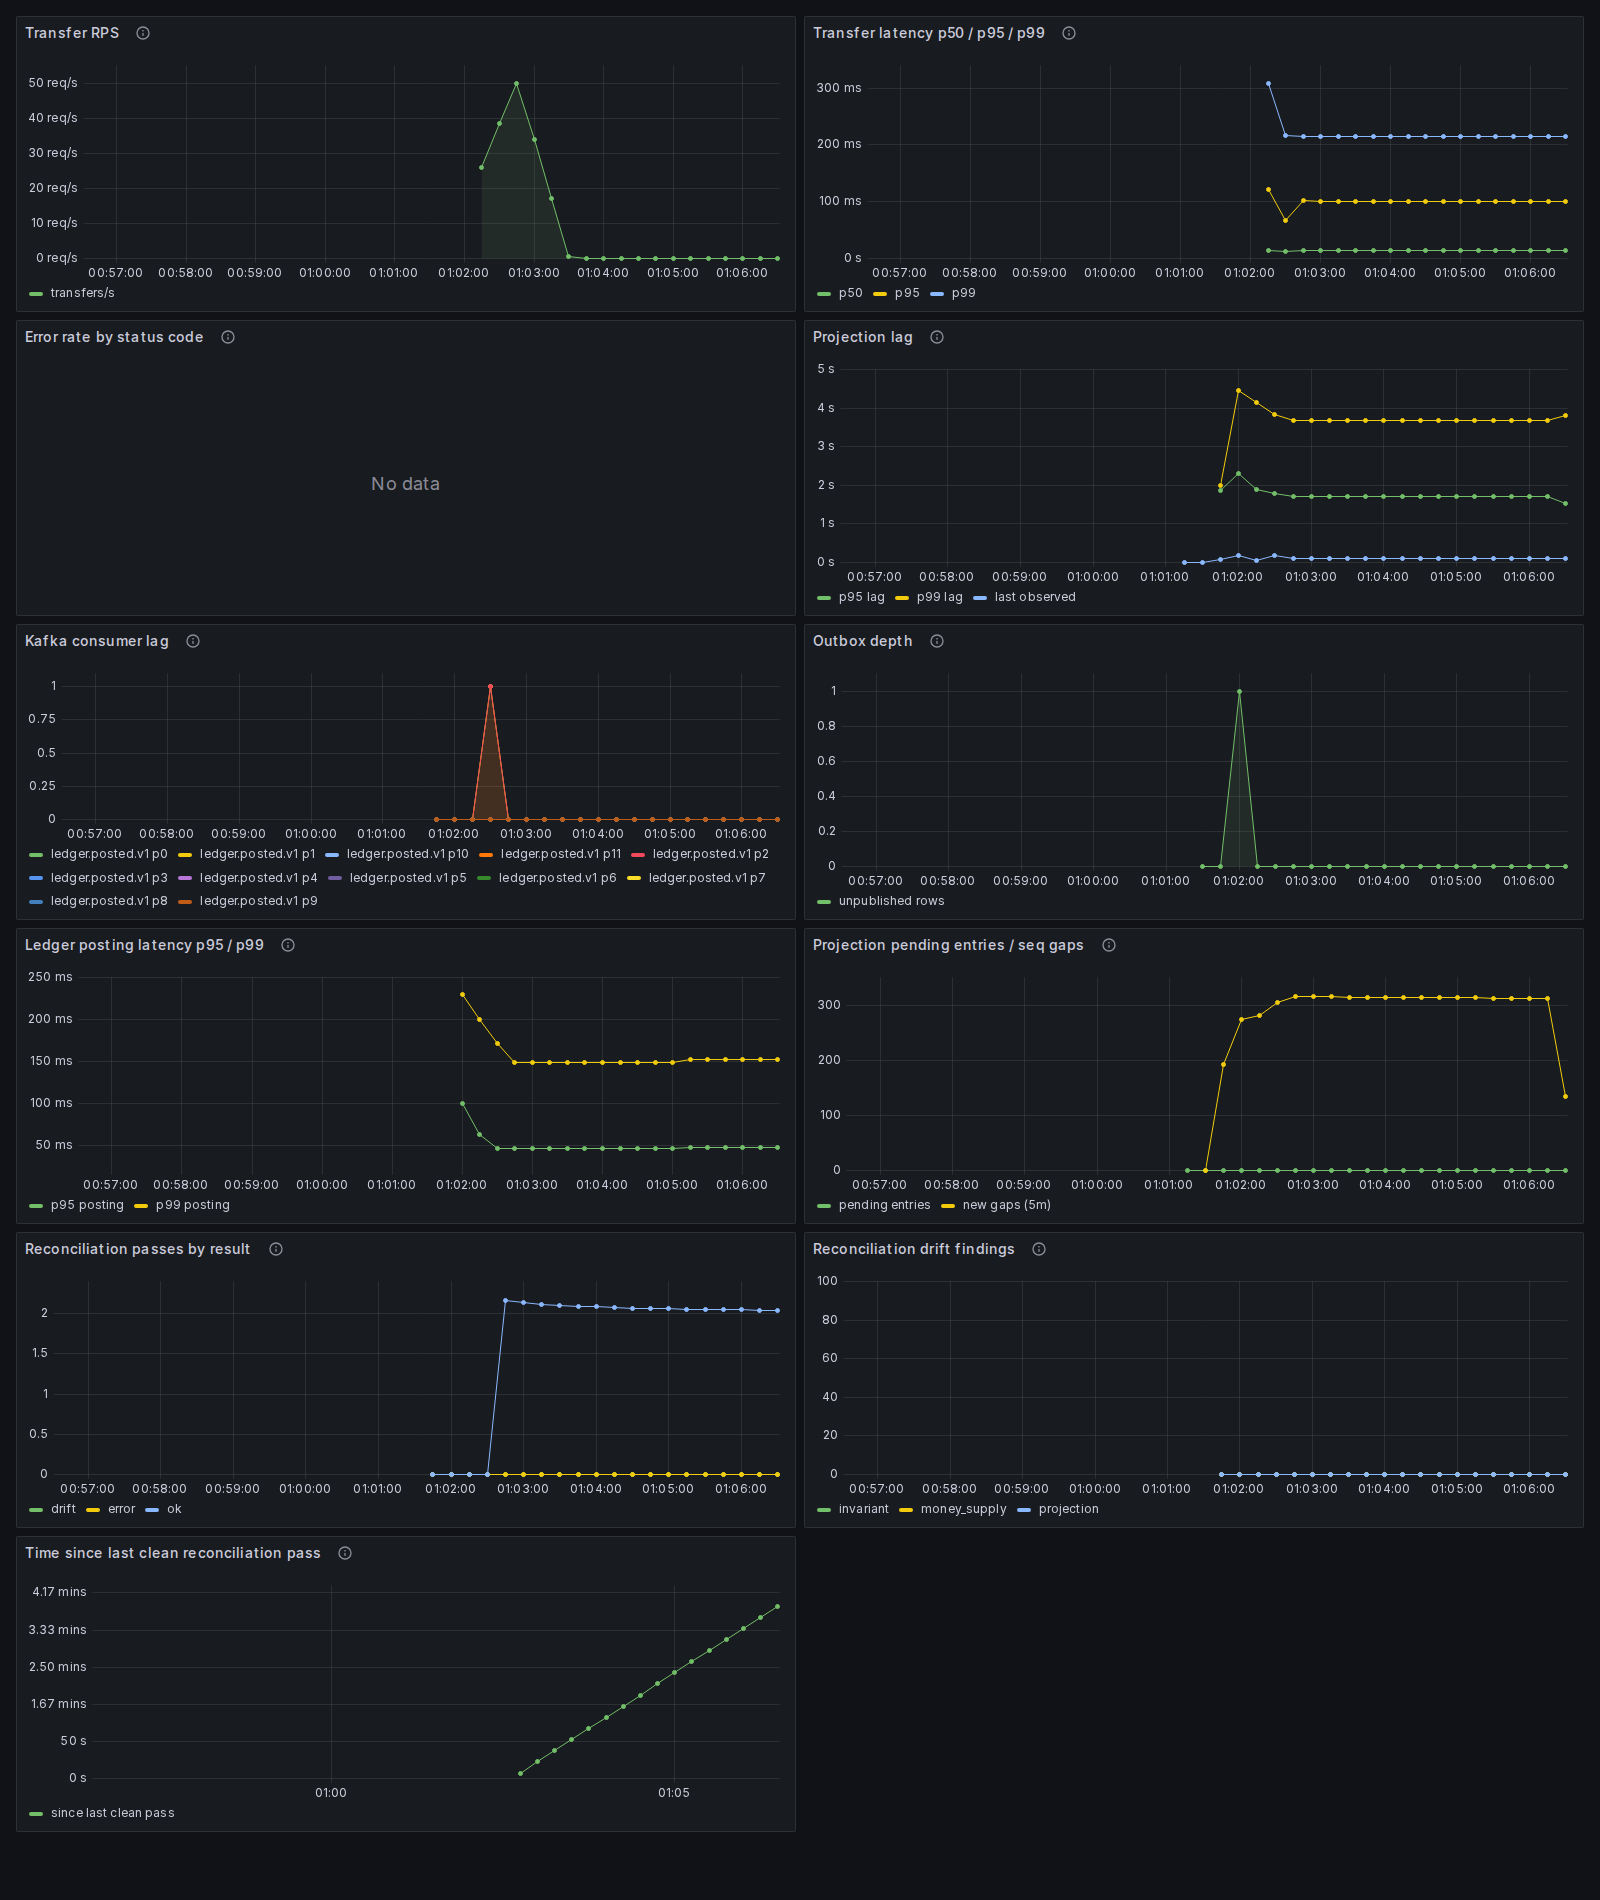 Transfer RPS
50 req/s
40 req/s
30 req/s
20 req/s
10 req/s
0 req/s
00:57:00 00:58:00 00:59:00 01:00:00 01:01:00 01:02:00 01:03:00 01:04:00 01:05:00 01:06:00
transfers/s
Transfer latency p50 / p95 / p99
300 ms
200 ms
100 ms
0 s
00:57:00 00:58:00 00:59:00 01:00:00 01:01:00 01:02:00 01:03:00 01:04:00 01:05:00 01:06:00
p50 p95 p99
Error rate by status code
No data
Projection lag
5 s
4 s
3 s
2 s
1 s
0 s
00:57:00 00:58:00 00:59:00 01:00:00 01:01:00 01:02:00 01:03:00 01:04:00 01:05:00 01:06:00
p95 lag p99 lag last observed
Kafka consumer lag
1
0.75
0.5
0.25
0
00:57:00 00:58:00 00:59:00 01:00:00 01:01:00 01:02:00 01:03:00 01:04:00 01:05:00 01:06:00
ledger.posted.v1 p0 ledger.posted.v1 p1 ledger.posted.v1 p10 ledger.posted.v1 p11 ledger.posted.v1 p2
ledger.posted.v1 p3 ledger.posted.v1 p4 ledger.posted.v1 p5 ledger.posted.v1 p6 ledger.posted.v1 p7
ledger.posted.v1 p8 ledger.posted.v1 p9
Outbox depth
1
0.8
0.6
0.4
0.2
0
00:57:00 00:58:00 00:59:00 01:00:00 01:01:00 01:02:00 01:03:00 01:04:00 01:05:00 01:06:00
unpublished rows
Ledger posting latency p95 / p99
250 ms
200 ms
150 ms
100 ms
50 ms
00:57:00 00:58:00 00:59:00 01:00:00 01:01:00 01:02:00 01:03:00 01:04:00 01:05:00 01:06:00
p95 posting p99 posting
Projection pending entries / seq gaps
300
200
100
0
00:57:00 00:58:00 00:59:00 01:00:00 01:01:00 01:02:00 01:03:00 01:04:00 01:05:00 01:06:00
pending entries new gaps (5m)
Reconciliation passes by result
2
1.5
1
0.5
0
00:57:00 00:58:00 00:59:00 01:00:00 01:01:00 01:02:00 01:03:00 01:04:00 01:05:00 01:06:00
drift error ok
Reconciliation drift findings
100
80
60
40
20
0
00:57:00 00:58:00 00:59:00 01:00:00 01:01:00 01:02:00 01:03:00 01:04:00 01:05:00 01:06:00
invariant money_supply projection
Time since last clean reconciliation pass
4.17 mins
3.33 mins
2.50 mins
1.67 mins
50 s
0 s
01:00 01:05
since last clean pass